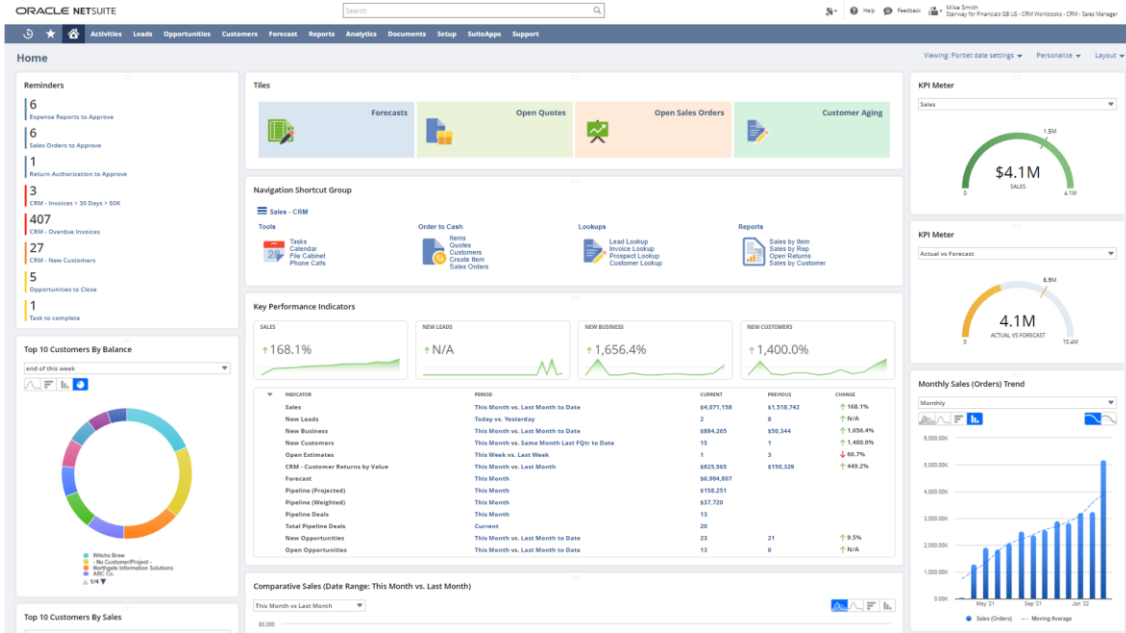 ORACLE NETSUITE
Search
Help
Feedback
Mike Smith
Stairway for Financials GB US - CRM Workbooks - CRM - Sales Manager
Activities Leads Opportunities Customers Forecast Reports Analytics Documents Setup SuiteApps Support
Home
Viewing: Portlet date settings
Personalize
Layout
Reminders
6
Expense Reports to Approve
6
Sales Orders to Approve
1
Return Authorization to Approve
3
CRM - Invoices > 30 Days > 50K
407
CRM - Overdue Invoices
27
CRM - New Customers
5
Opportunities to Close
1
Task to complete
Top 10 Customers By Balance
end of this week
Witchs Brew
- No Customer/Project -
Northgate Information Solutions
ABC Co.
1/4
Top 10 Customers By Sales
Tiles
Forecasts
Open Quotes
Open Sales Orders
Customer Aging
Navigation Shortcut Group
Sales - CRM
Tools
28
Tasks
Calendar
File Cabinet
Phone Calls
Order to Cash
Items
Quotes
Customers
Create Item
Sales Orders
Lookups
Lead Lookup
Invoice Lookup
Prospect Lookup
Customer Lookup
Reports
Sales by Item
Sales by Rep
Open Returns
Sales by Customer
Key Performance Indicators
SALES
168.1%
NEW LEADS
N/A
NEW BUSINESS
1,656.4%
NEW CUSTOMERS
1,400.0%
INDICATOR PERIOD CURRENT PREVIOUS CHANGE
Sales This Month vs. Last Month to Date $4,071,158 $1,518,742 168.1%
New Leads Today vs. Yesterday 2 0 N/A
New Business This Month vs. Last Month to Date $884,265 $50,344 1,656.4%
New Customers This Month vs. Same Month Last FQtr to Date 15 1 1,400.0%
Open Estimates This Week vs. Last Week 1 3 66.7%
CRM - Customer Returns by Value This Month vs. Last Month $825,565 $150,329 449.2%
Forecast This Month $6,904,807
Pipeline (Projected) This Month $158,251
Pipeline (Weighted) This Month $37,720
Pipeline Deals This Month 13
Total Pipeline Deals Current 20
New Opportunities This Month vs. Last Month to Date 23 21 9.5%
Open Opportunities This Month vs. Last Month to Date 13 0 N/A
Comparative Sales (Date Range: This Month vs. Last Month)
This Month vs Last Month
80,000
KPI Meter
Sales
1.5M
$4.1M
SALES
0
4.1M
KPI Meter
Actual vs Forecast
6.9M
4.1M
ACTUAL VS FORECAST
0
10.4M
Monthly Sales (Orders) Trend
Monthly
6,000.00K
5,000.00K
4,000.00K
3,000.00K
2,000.00K
1,000.00K
0.00K
May '21 Sep '21 Jan '22
Sales (Orders) Moving Average